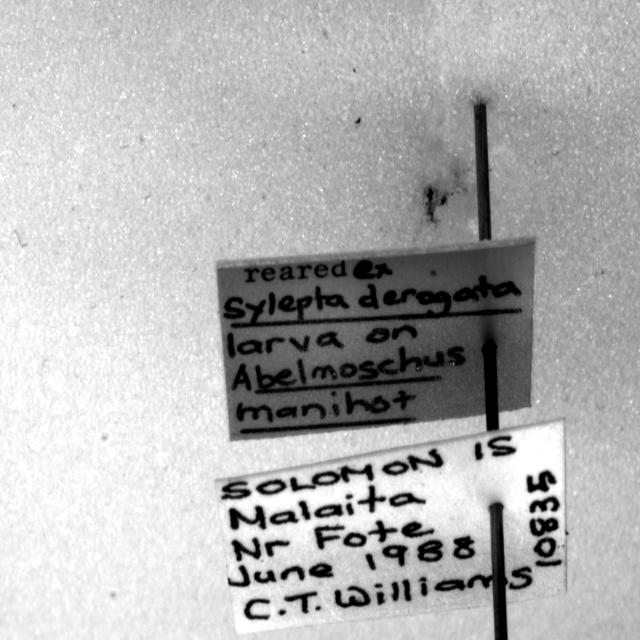 reared ex
Sylepta derogata
larva on
Abelmoschus
manihot
SOLOMON IS
Malaita
Nr Fote
June 1988
C.T. Williams
10835